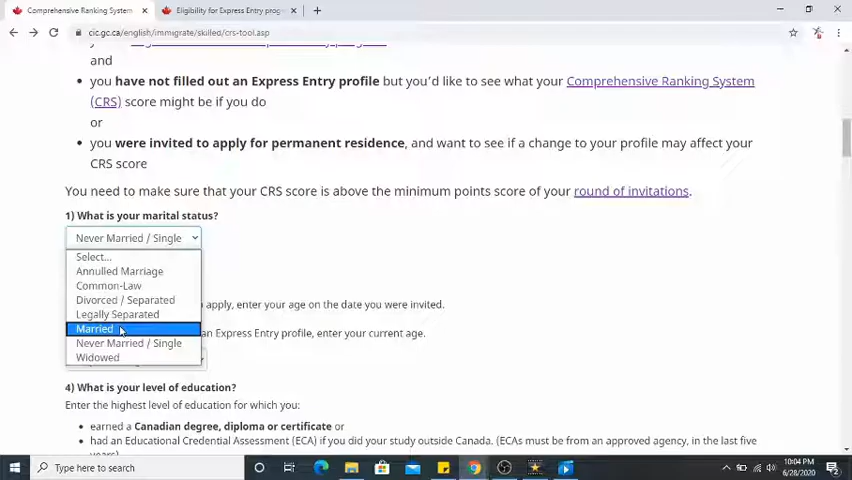 Comprehensive Ranking System
Eligibility for Express Entry prog
cic.gc.ca/english/immigrate/skilled/crs-tool.asp
and
you have not filled out an Express Entry profile but you'd like to see what your Comprehensive Ranking System
(CRS) score might be if you do
or
you were invited to apply for permanent residence, and want to see if a change to your profile may affect your
CRS score
You need to make sure that your CRS score is above the minimum points score of your round of invitations.
1) What is your marital status?
Never Married / Single
Select...
Annulled Marriage
Common-Law
Divorced / Separated
to apply, enter your age on the date you were invited.
Legally Separated
Married
an Express Entry profile, enter your current age.
Never Married / Single
Widowed
4) What is your level of education?
Enter the highest level of education for which you:
earned a Canadian degree, diploma or certificate or
had an Educational Credential Assessment (ECA) if you did your study outside Canada. (ECAs must be from an approved agency, in the last five
years)
Type here to search
10:04 PM
6/28/2020
2